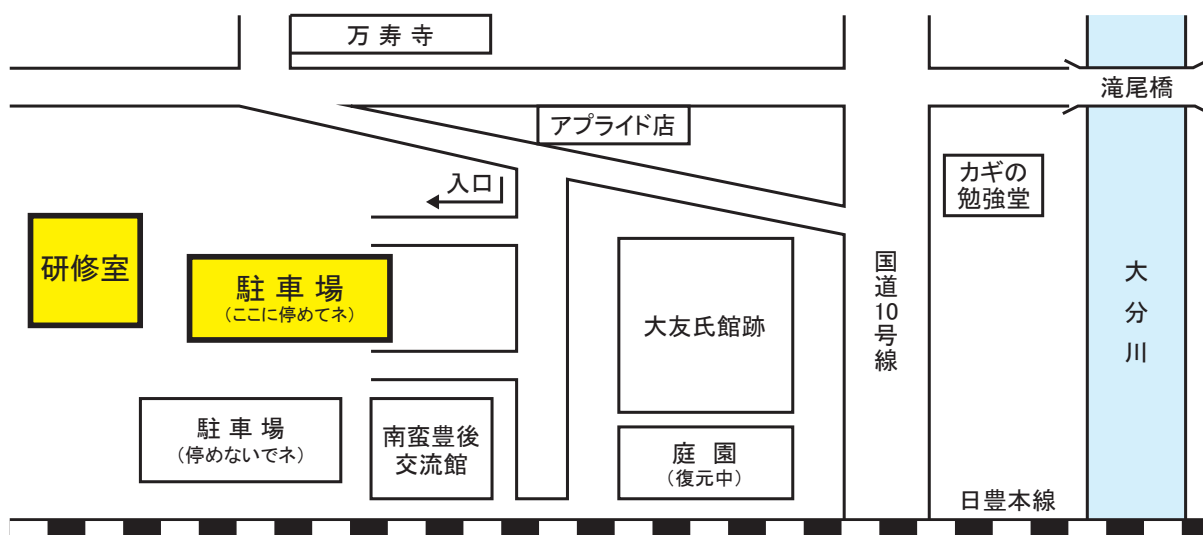 万寿寺
滝尾橋
アプライド店
カギの
勉強堂
入口
研修室
駐車場
(ここに停めてネ)
大友氏館跡
国道10号線
大分川
駐車場
(停めないでネ)
南蛮豊後
交流館
庭園
(復元中)
日豊本線